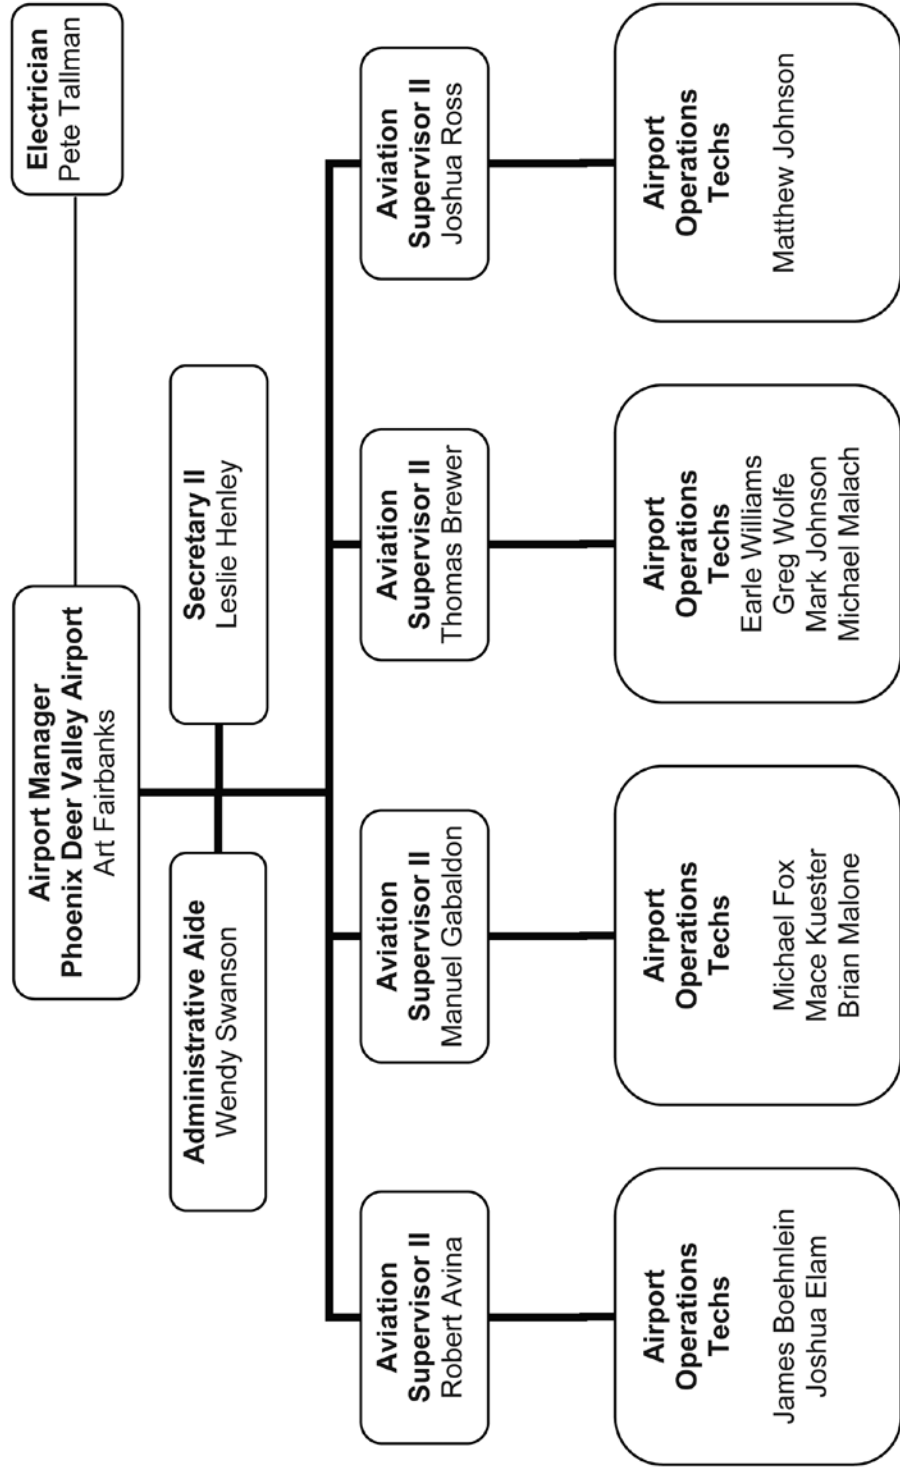 Airport Manager
Phoenix Deer Valley Airport
Art Fairbanks
Electrician
Pete Tallman
Administrative Aide
Wendy Swanson
Secretary II
Leslie Henley
Aviation
Supervisor II
Robert Avina
Aviation
Supervisor II
Manuel Gabaldon
Aviation
Supervisor II
Thomas Brewer
Aviation
Supervisor II
Joshua Ross
Airport
Operations
Techs
James Boehnlein
Joshua Elam
Airport
Operations
Techs
Michael Fox
Mace Kuester
Brian Malone
Airport
Operations
Techs
Earle Williams
Greg Wolfe
Mark Johnson
Michael Malach
Airport
Operations
Techs
Matthew Johnson